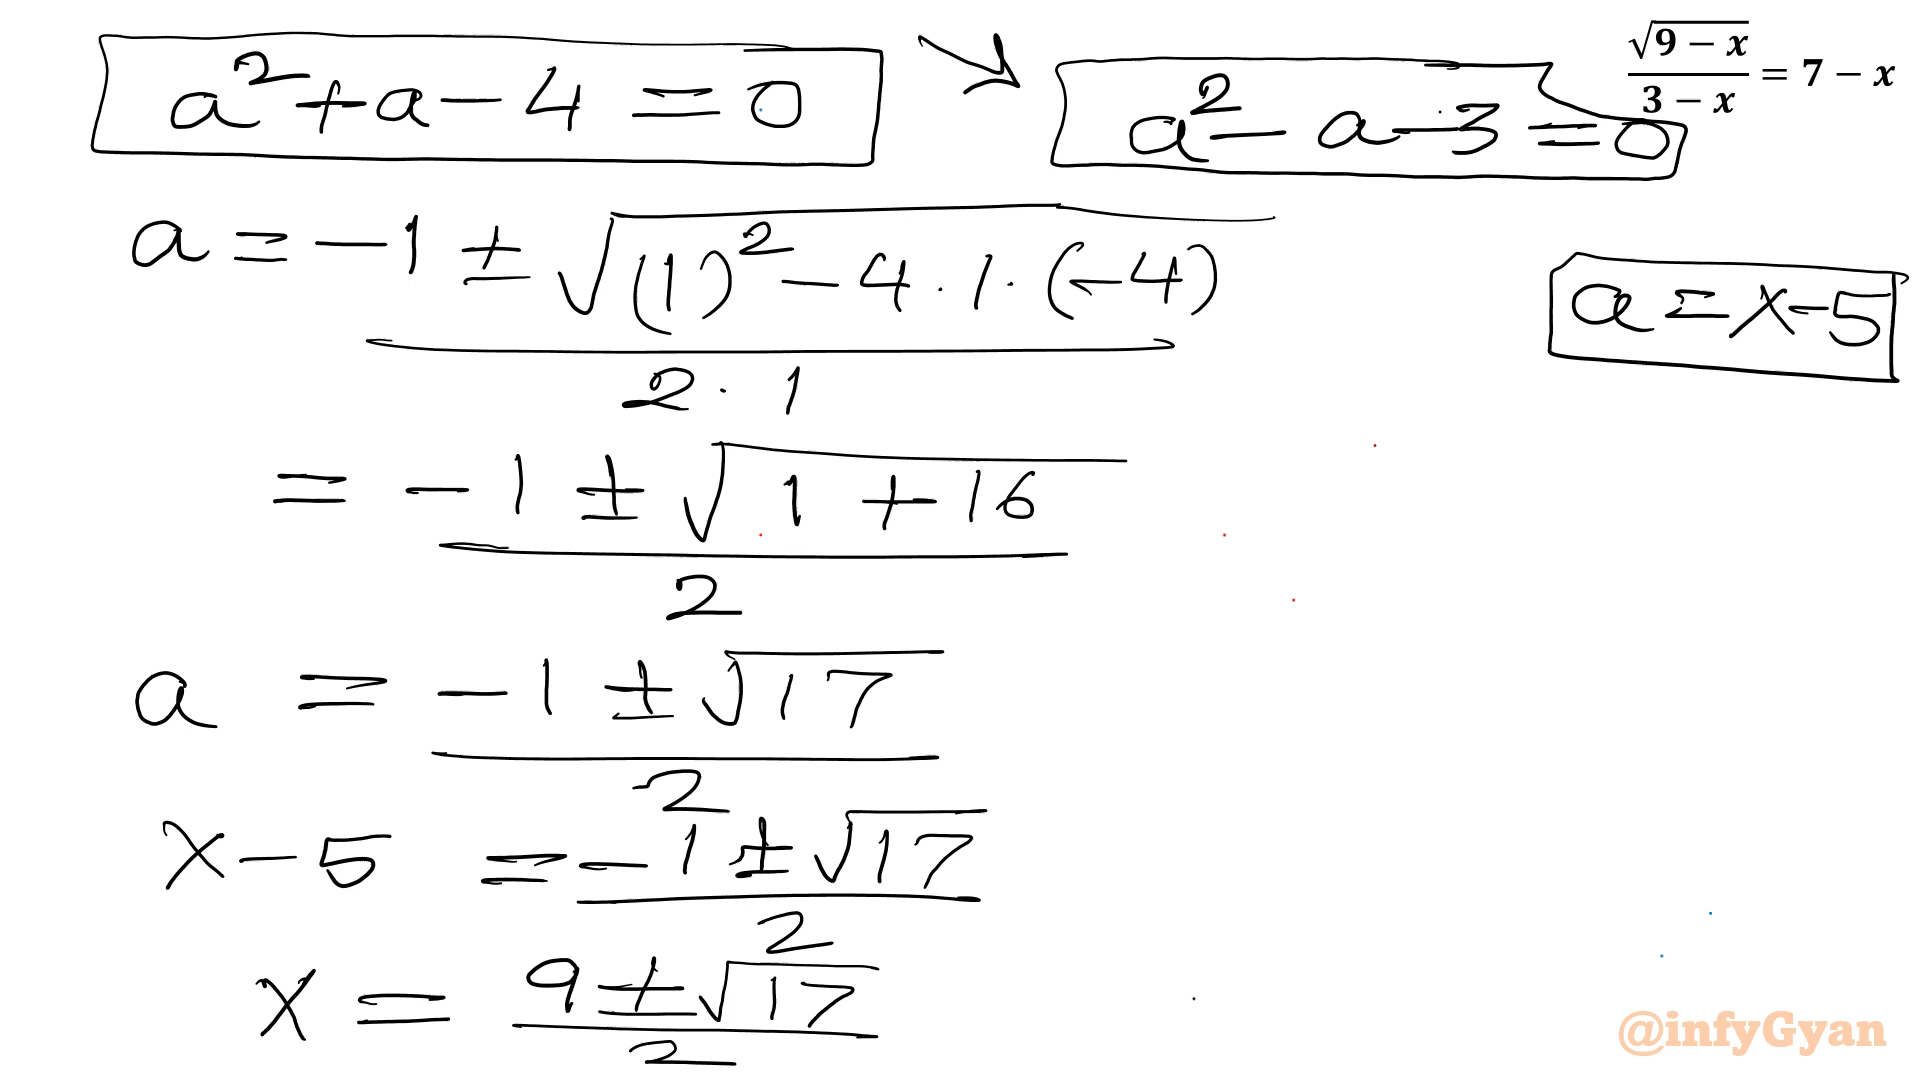 a² + a - 4 = 0
a² - a - 3 = 0
√(9 − x) / (3 − x) = 7 − x
a = (-1 ± √((1)² - 4 · 1 · (-4))) / (2 · 1)
a = x - 5
= (-1 ± √(1 + 16)) / 2
a = (-1 ± √17) / 2
x - 5 = (-1 ± √17) / 2
x = (9 ± √17) / 2
@infyGyan